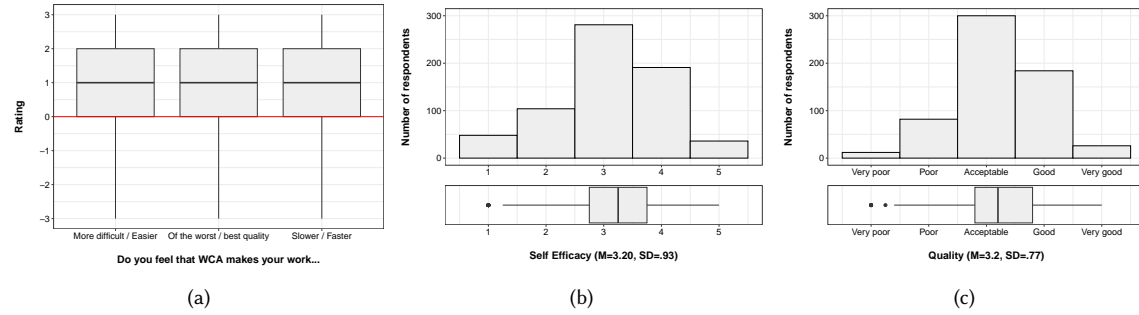 Rating
3
2
1
0
−1
−2
−3
More difficult / Easier
Of the worst / best quality
Slower / Faster
Do you feel that WCA makes your work...
(a)
Number of respondents
300
200
100
0
1 2 3 4 5
1 2 3 4 5
Self Efficacy (M=3.20, SD=.93)
(b)
Number of respondents
300
200
100
0
Very poor Poor Acceptable Good Very good
Very poor Poor Acceptable Good Very good
Quality (M=3.2, SD=.77)
(c)